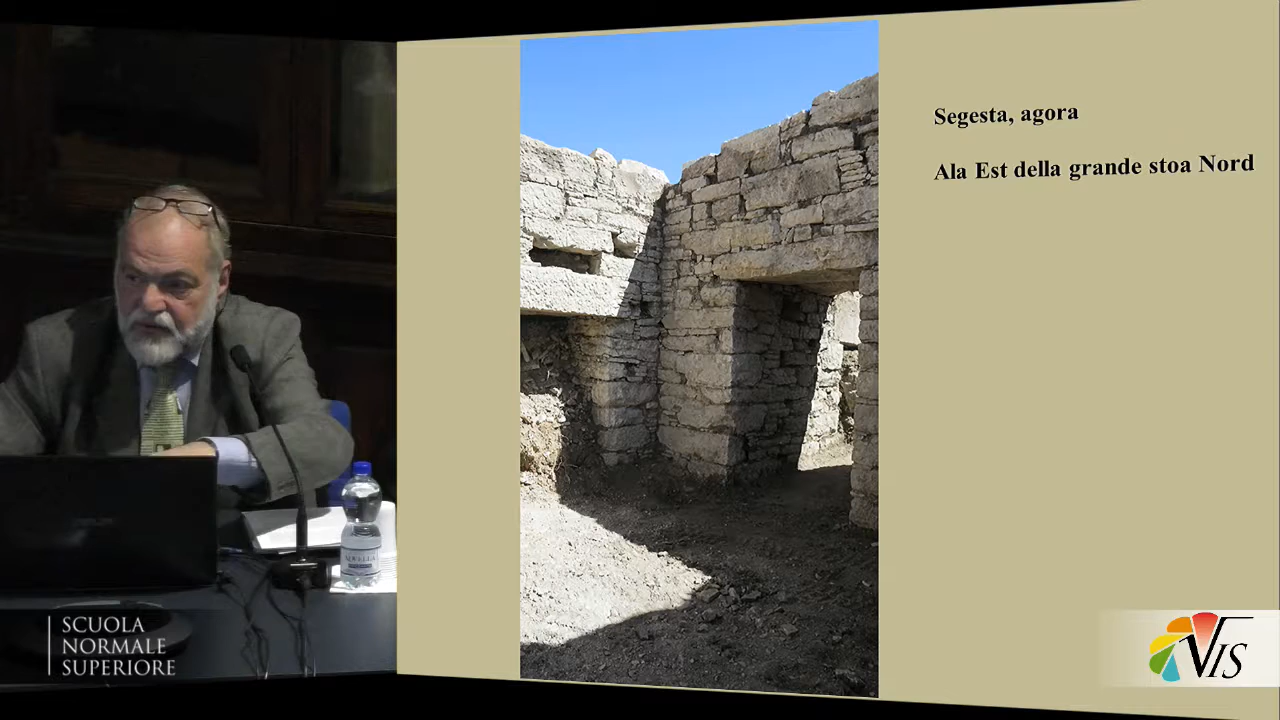 Segesta, agora
Ala Est della grande stoa Nord
SCUOLA
NORMALE
SUPERIORE
VIS